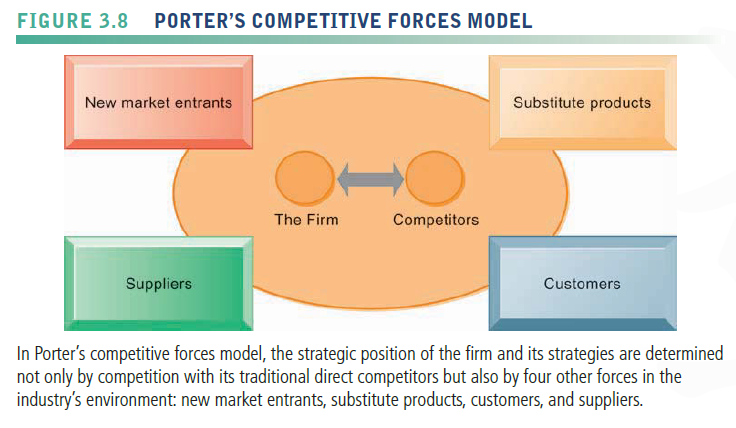 FIGURE 3.8 PORTER'S COMPETITIVE FORCES MODEL
New market entrants
Substitute products
The Firm
Competitors
Suppliers
Customers
In Porter's competitive forces model, the strategic position of the firm and its strategies are determined
not only by competition with its traditional direct competitors but also by four other forces in the
industry's environment: new market entrants, substitute products, customers, and suppliers.